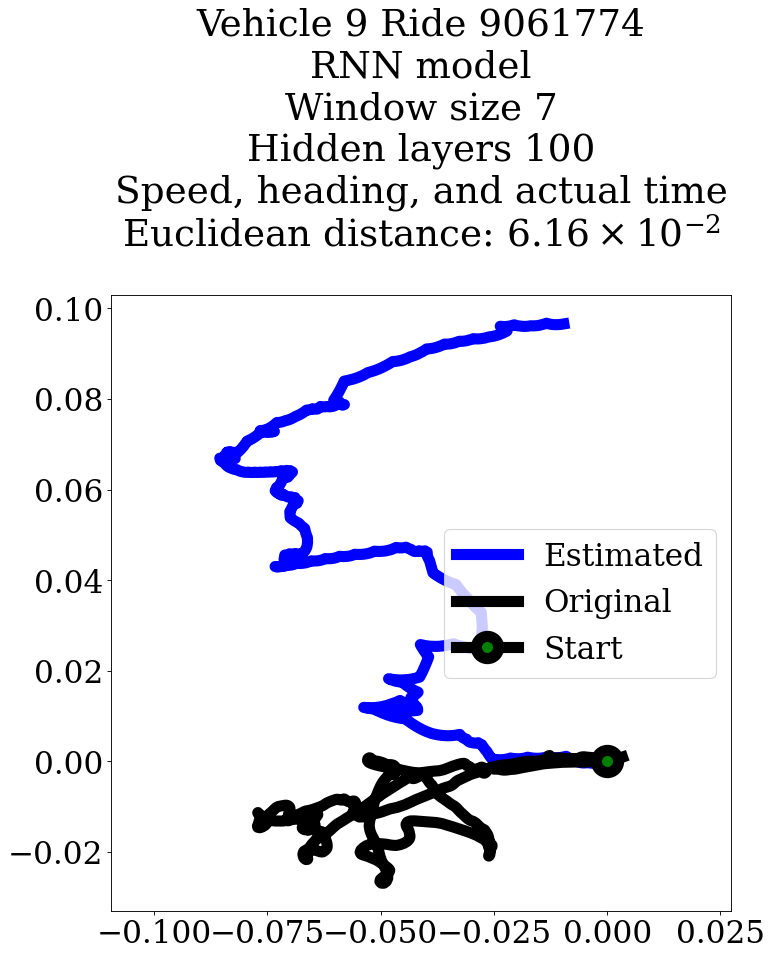 Vehicle 9 Ride 9061774
RNN model
Window size 7
Hidden layers 100
Speed, heading, and actual time
Euclidean distance: 6.16 × 10⁻²
0.10
0.08
0.06
0.04
0.02
0.00
−0.02
Estimated
Original
Start
−0.100 −0.075 −0.050 −0.025 0.000 0.025